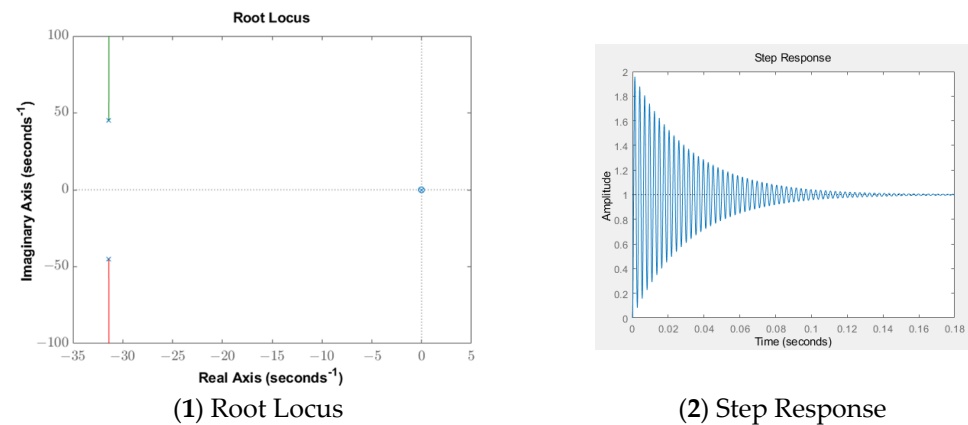 Root Locus
Imaginary Axis (seconds⁻¹)
100
50
0
−50
−100
−35 −30 −25 −20 −15 −10 −5 0 5
Real Axis (seconds⁻¹)
(1) Root Locus
Step Response
Amplitude
2
1.8
1.6
1.4
1.2
1
0.8
0.6
0.4
0.2
0
0 0.02 0.04 0.06 0.08 0.1 0.12 0.14 0.16 0.18
Time (seconds)
(2) Step Response